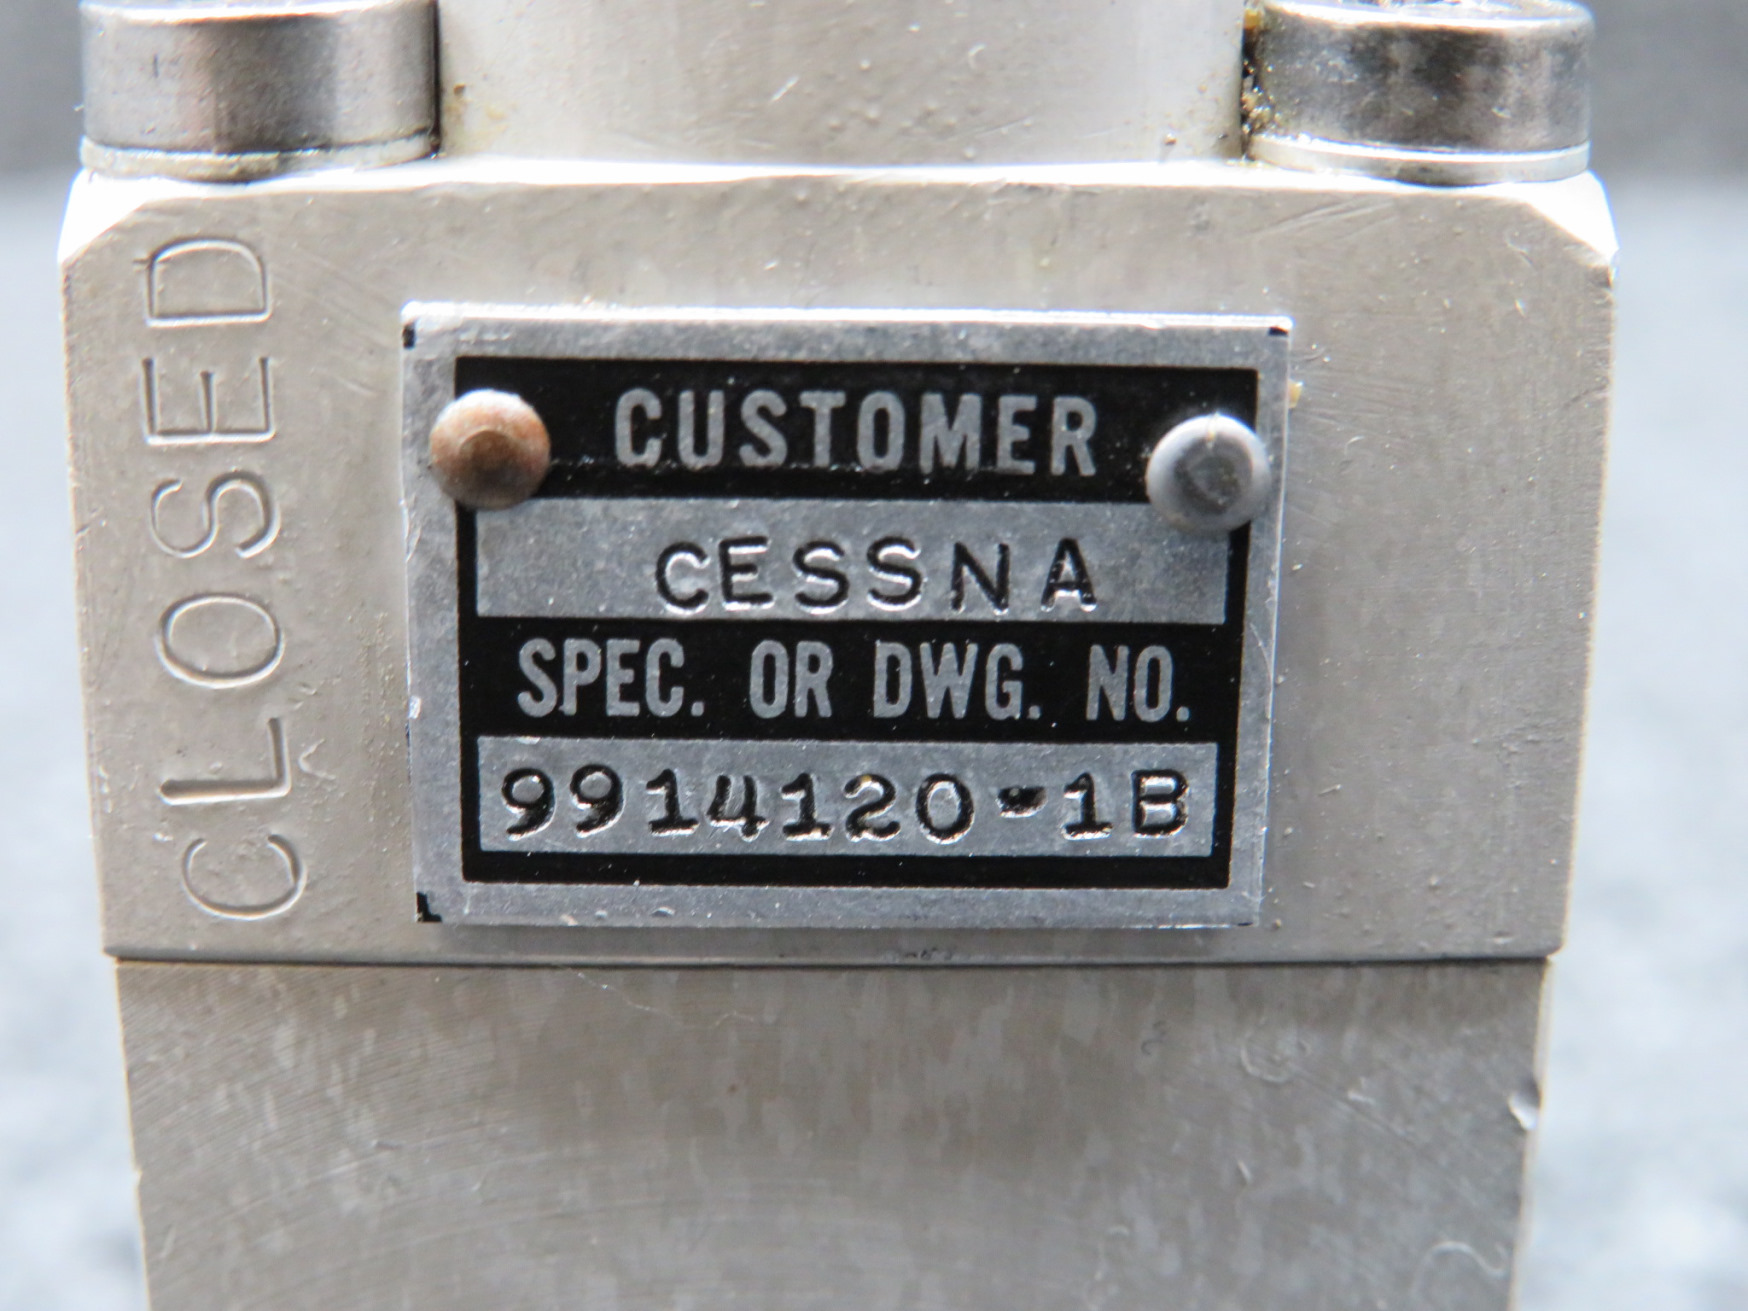 CLOSED
CUSTOMER
CESSNA
SPEC. OR DWG. NO.
9914120-1B